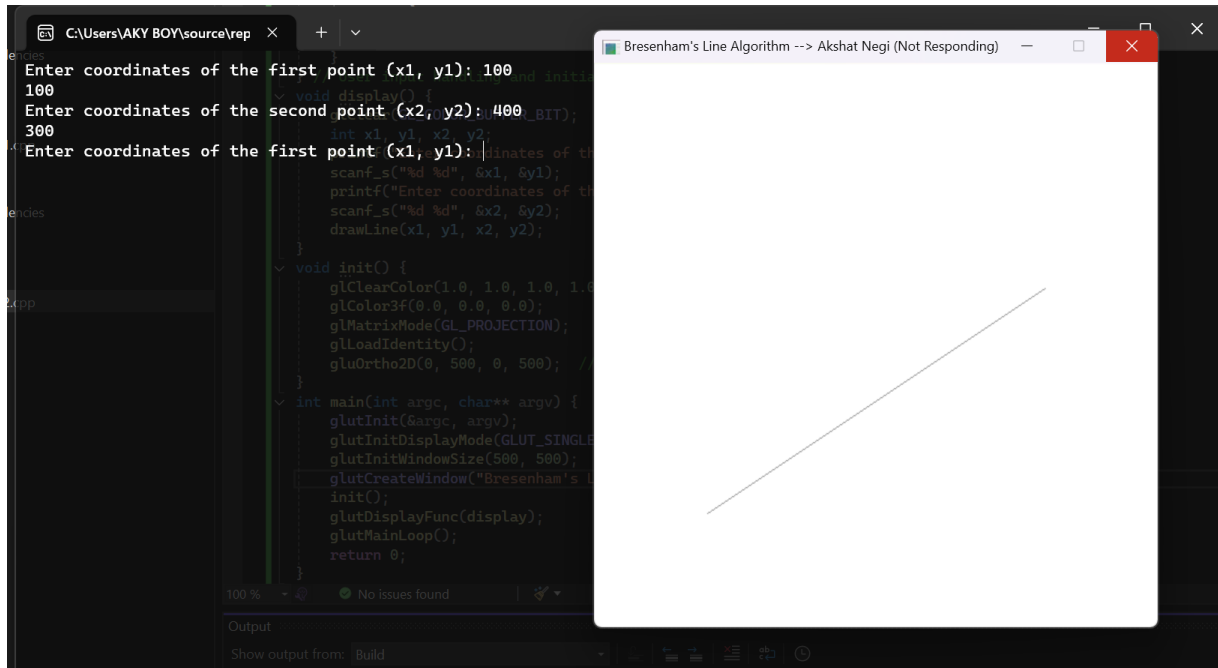 C:\Users\AKY BOY\source\rep
Enter coordinates of the first point (x1, y1): 100
100
Enter coordinates of the second point (x2, y2): 400
300
Enter coordinates of the first point (x1, y1):
Bresenham's Line Algorithm --> Akshat Negi (Not Responding)
encies
encies
2.cpp
void display() {
int x1, y1, x2, y2;
scanf_s("%d %d", &x1, &y1);
printf("Enter coordinates of th
scanf_s("%d %d", &x2, &y2);
drawLine(x1, y1, x2, y2);
}
void init() {
glClearColor(1.0, 1.0, 1.0, 1.0
glColor3f(0.0, 0.0, 0.0);
glMatrixMode(GL_PROJECTION);
glLoadIdentity();
gluOrtho2D(0, 500, 0, 500); //
}
int main(int argc, char** argv) {
glutInit(&argc, argv);
glutInitDisplayMode(GLUT_SINGLE
glutInitWindowSize(500, 500);
glutCreateWindow("Bresenham's L
init();
glutDisplayFunc(display);
glutMainLoop();
return 0;
}
100 %
No issues found
Output
Show output from: Build